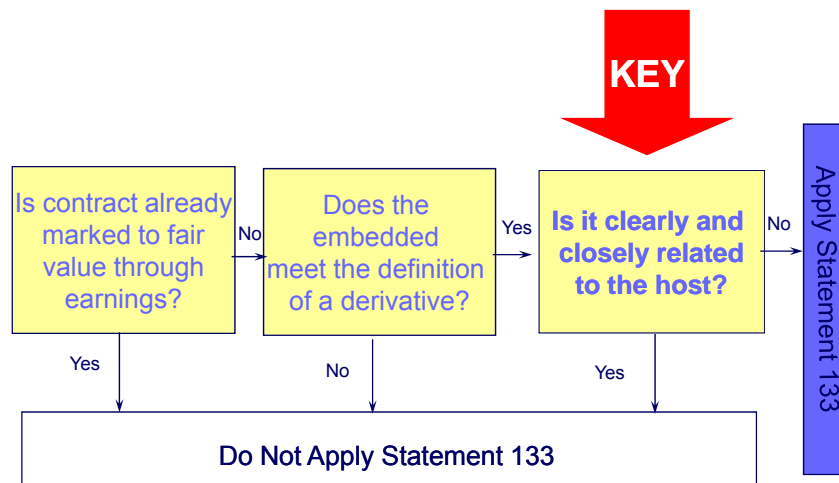 KEY
Is contract already
marked to fair
value through
earnings?
No
Does the
embedded
meet the definition
of a derivative?
Yes
Is it clearly and
closely related
to the host?
No
Apply Statement 133
Yes
No
Yes
Do Not Apply Statement 133